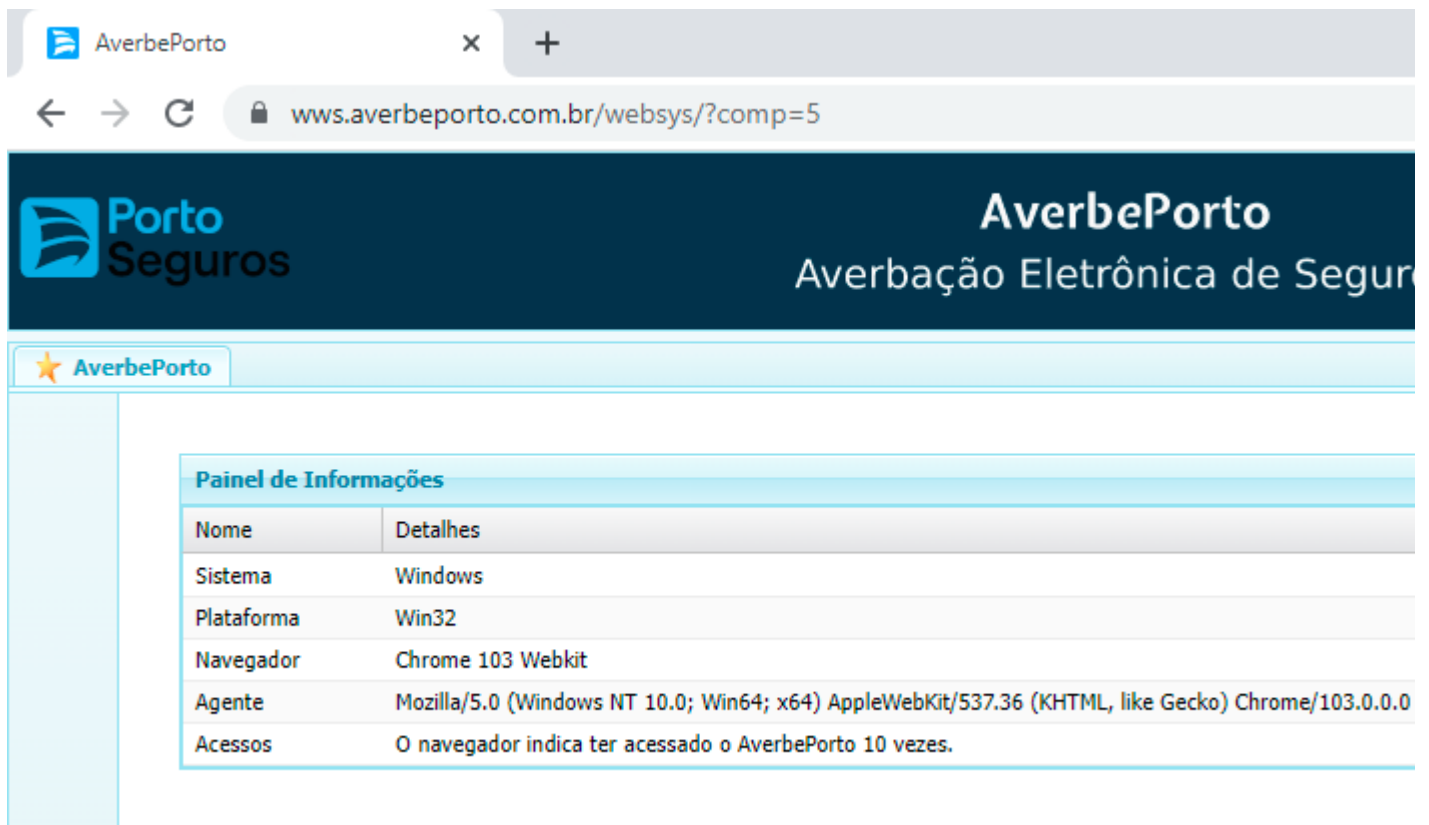 AverbePorto
wws.averbeporto.com.br/websys/?comp=5
Porto
Seguros
AverbePorto
Averbação Eletrônica de Segur
AverbePorto
Painel de Informações
Nome Detalhes
Sistema Windows
Plataforma Win32
Navegador Chrome 103 Webkit
Agente Mozilla/5.0 (Windows NT 10.0; Win64; x64) AppleWebKit/537.36 (KHTML, like Gecko) Chrome/103.0.0.0
Acessos O navegador indica ter acessado o AverbePorto 10 vezes.